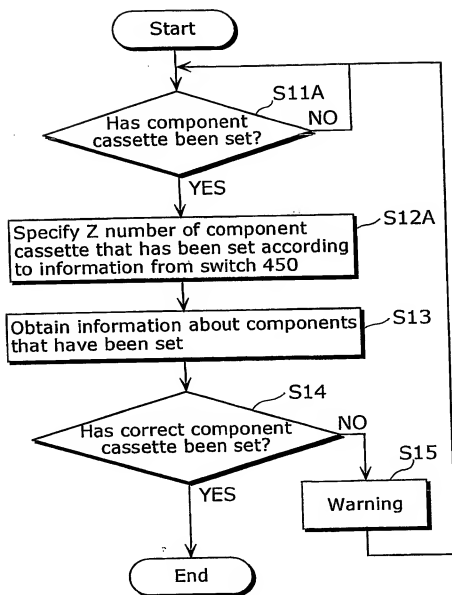 Start
S11A
Has component
cassette been set?
NO
YES
S12A
Specify Z number of component
cassette that has been set according
to information from switch 450
S13
Obtain information about components
that have been set
S14
Has correct component
cassette been set?
NO
S15
YES
Warning
End